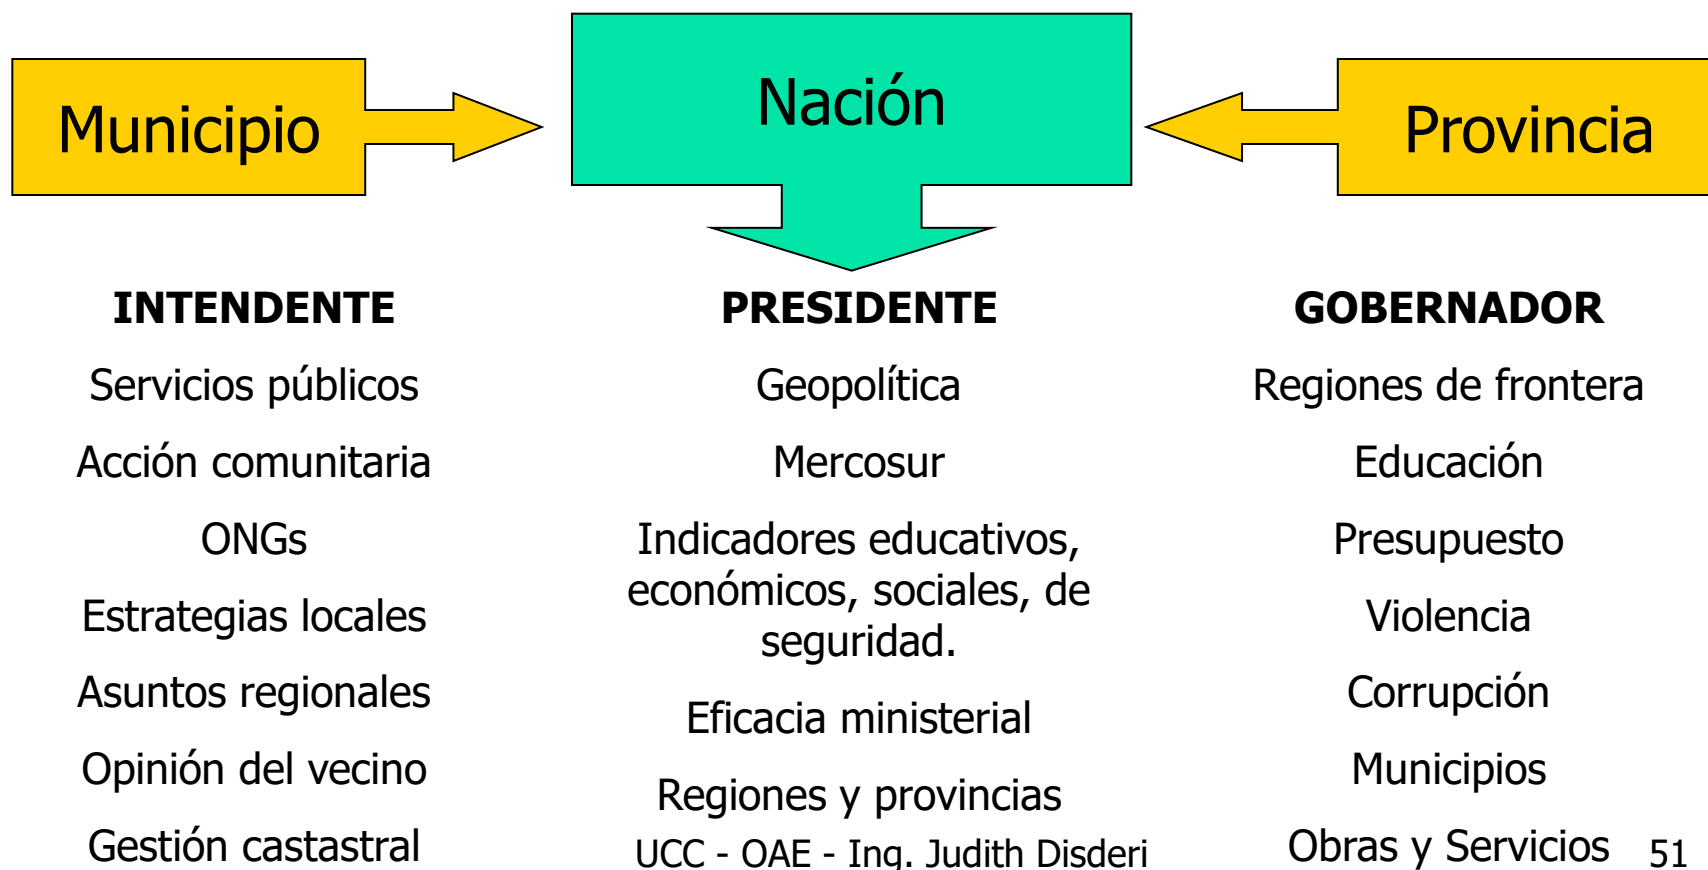 Municipio
Nación
Provincia
INTENDENTE
Servicios públicos
Acción comunitaria
ONGs
Estrategias locales
Asuntos regionales
Opinión del vecino
Gestión castastral
PRESIDENTE
Geopolítica
Mercosur
Indicadores educativos,
económicos, sociales, de
seguridad.
Eficacia ministerial
Regiones y provincias
GOBERNADOR
Regiones de frontera
Educación
Presupuesto
Violencia
Corrupción
Municipios
Obras y Servicios
UCC - OAE - Ing. Judith Disderi
51